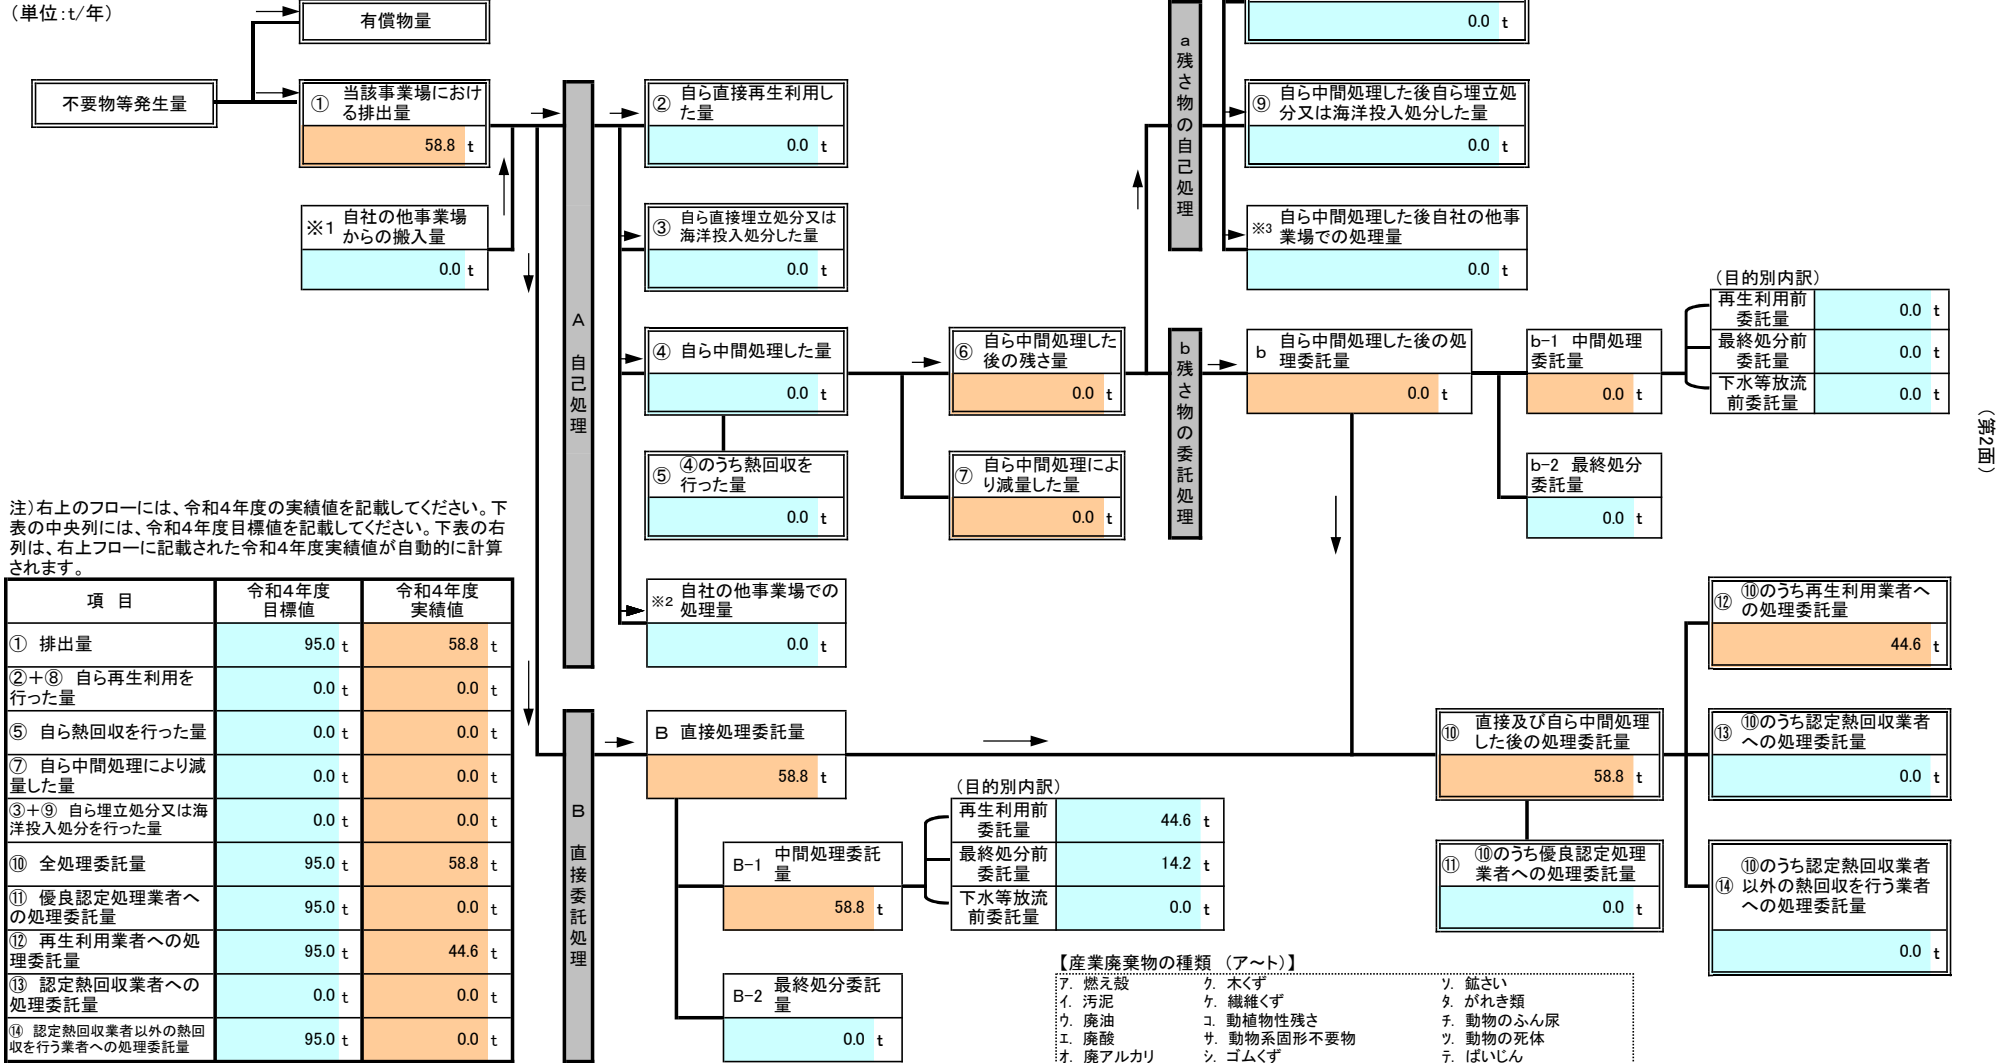 (単位:t/年)
有償物量
不要物等発生量
① 当該事業場におけ
る排出量
58.8 t
※1 自社の他事業場
からの搬入量
0.0 t
A 自己処理
② 自ら直接再生利用し
た量
0.0 t
③ 自ら直接埋立処分又は
海洋投入処分した量
0.0 t
④ 自ら中間処理した量
0.0 t
⑤ ④のうち熱回収を
行った量
0.0 t
※2 自社の他事業場での
処理量
0.0 t
⑥ 自ら中間処理した
後の残さ量
0.0 t
⑦ 自ら中間処理によ
り減量した量
0.0 t
a 残さ物の自己処理
0.0 t
⑨ 自ら中間処理した後自ら埋立処
分又は海洋投入処分した量
0.0 t
※3 自ら中間処理した後自社の他事
業場での処理量
0.0 t
b 残さ物の委託処理
b 自ら中間処理した後の処
理委託量
0.0 t
b-1 中間処理
委託量
0.0 t
b-2 最終処分
委託量
0.0 t
(目的別内訳)
再生利用前
委託量
0.0 t
最終処分前
委託量
0.0 t
下水等放流
前委託量
0.0 t
(第2面)
注)右上のフローには、令和4年度の実績値を記載してください。下
表の中央列には、令和4年度目標値を記載してください。下表の右
列は、右上フローに記載された令和4年度実績値が自動的に計算
されます。
項 目
令和4年度
目標値
令和4年度
実績値
① 排出量
95.0 t 58.8 t
②+⑧ 自ら再生利用を
行った量
0.0 t 0.0 t
⑤ 自ら熱回収を行った量
0.0 t 0.0 t
⑦ 自ら中間処理により減
量した量
0.0 t 0.0 t
③+⑨ 自ら埋立処分又は海
洋投入処分を行った量
0.0 t 0.0 t
⑩ 全処理委託量
95.0 t 58.8 t
⑪ 優良認定処理業者へ
の処理委託量
95.0 t 0.0 t
⑫ 再生利用業者への処
理委託量
95.0 t 44.6 t
⑬ 認定熱回収業者への
処理委託量
0.0 t 0.0 t
⑭ 認定熱回収業者以外の熱回
収を行う業者への処理委託量
95.0 t 0.0 t
B 直接委託処理
B 直接処理委託量
58.8 t
B-1 中間処理委託
量
58.8 t
B-2 最終処分委託
量
0.0 t
(目的別内訳)
再生利用前
委託量
44.6 t
最終処分前
委託量
14.2 t
下水等放流
前委託量
0.0 t
⑩ 直接及び自ら中間処理
した後の処理委託量
58.8 t
⑪ ⑩のうち優良認定処理
業者への処理委託量
0.0 t
⑫ ⑩のうち再生利用業者へ
の処理委託量
44.6 t
⑬ ⑩のうち認定熱回収業者
への処理委託量
0.0 t
⑭ ⑩のうち認定熱回収業者
以外の熱回収を行う業者
への処理委託量
0.0 t
【産業廃棄物の種類 (ア~ト)】
ア. 燃え殻 ク. 木くず ソ. 鉱さい
イ. 汚泥 ケ. 繊維くず タ. がれき類
ウ. 廃油 コ. 動植物性残さ チ. 動物のふん尿
エ. 廃酸 サ. 動物系固形不要物 ツ. 動物の死体
オ. 廃アルカリ シ. ゴムくず テ. ばいじん